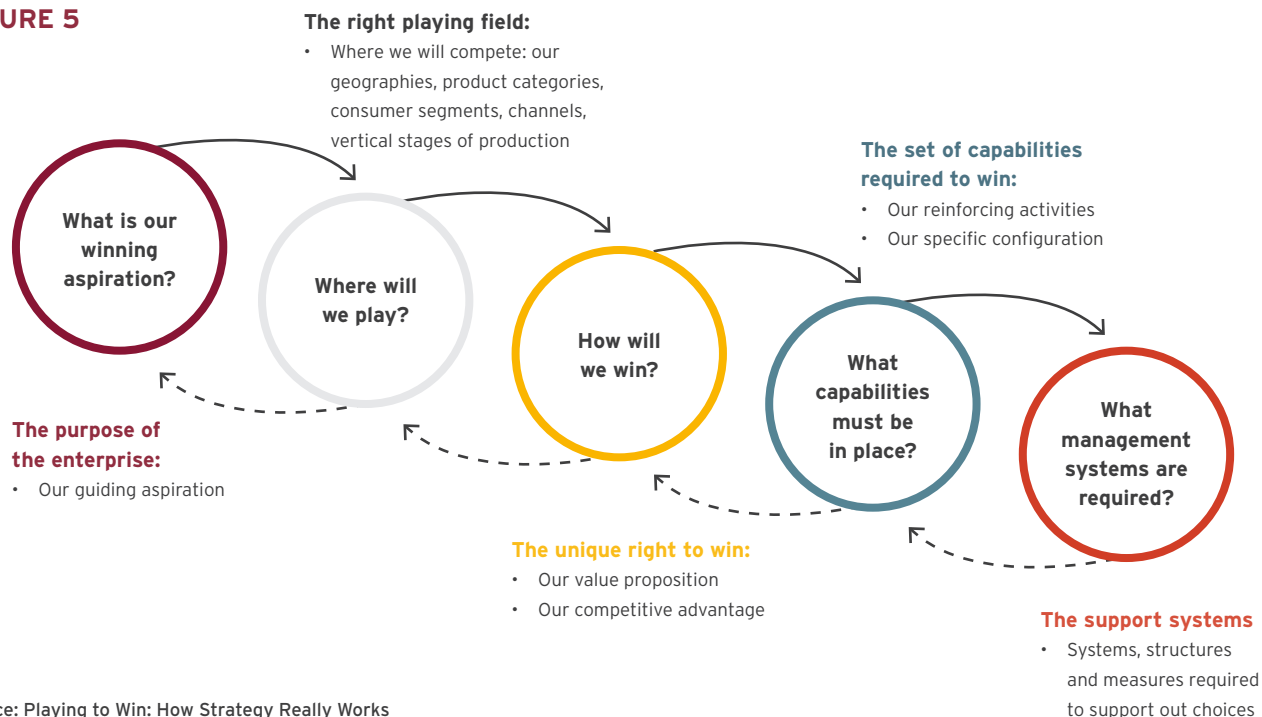 URE 5
The right playing field:
• Where we will compete: our
geographies, product categories,
consumer segments, channels,
vertical stages of production
What is our
winning
aspiration?
The purpose of
the enterprise:
• Our guiding aspiration
Where will
we play?
How will
we win?
The unique right to win:
• Our value proposition
• Our competitive advantage
The set of capabilities
required to win:
• Our reinforcing activities
• Our specific configuration
What
capabilities
must be
in place?
What
management
systems are
required?
The support systems
• Systems, structures
and measures required
to support out choices
ce: Playing to Win: How Strategy Really Works